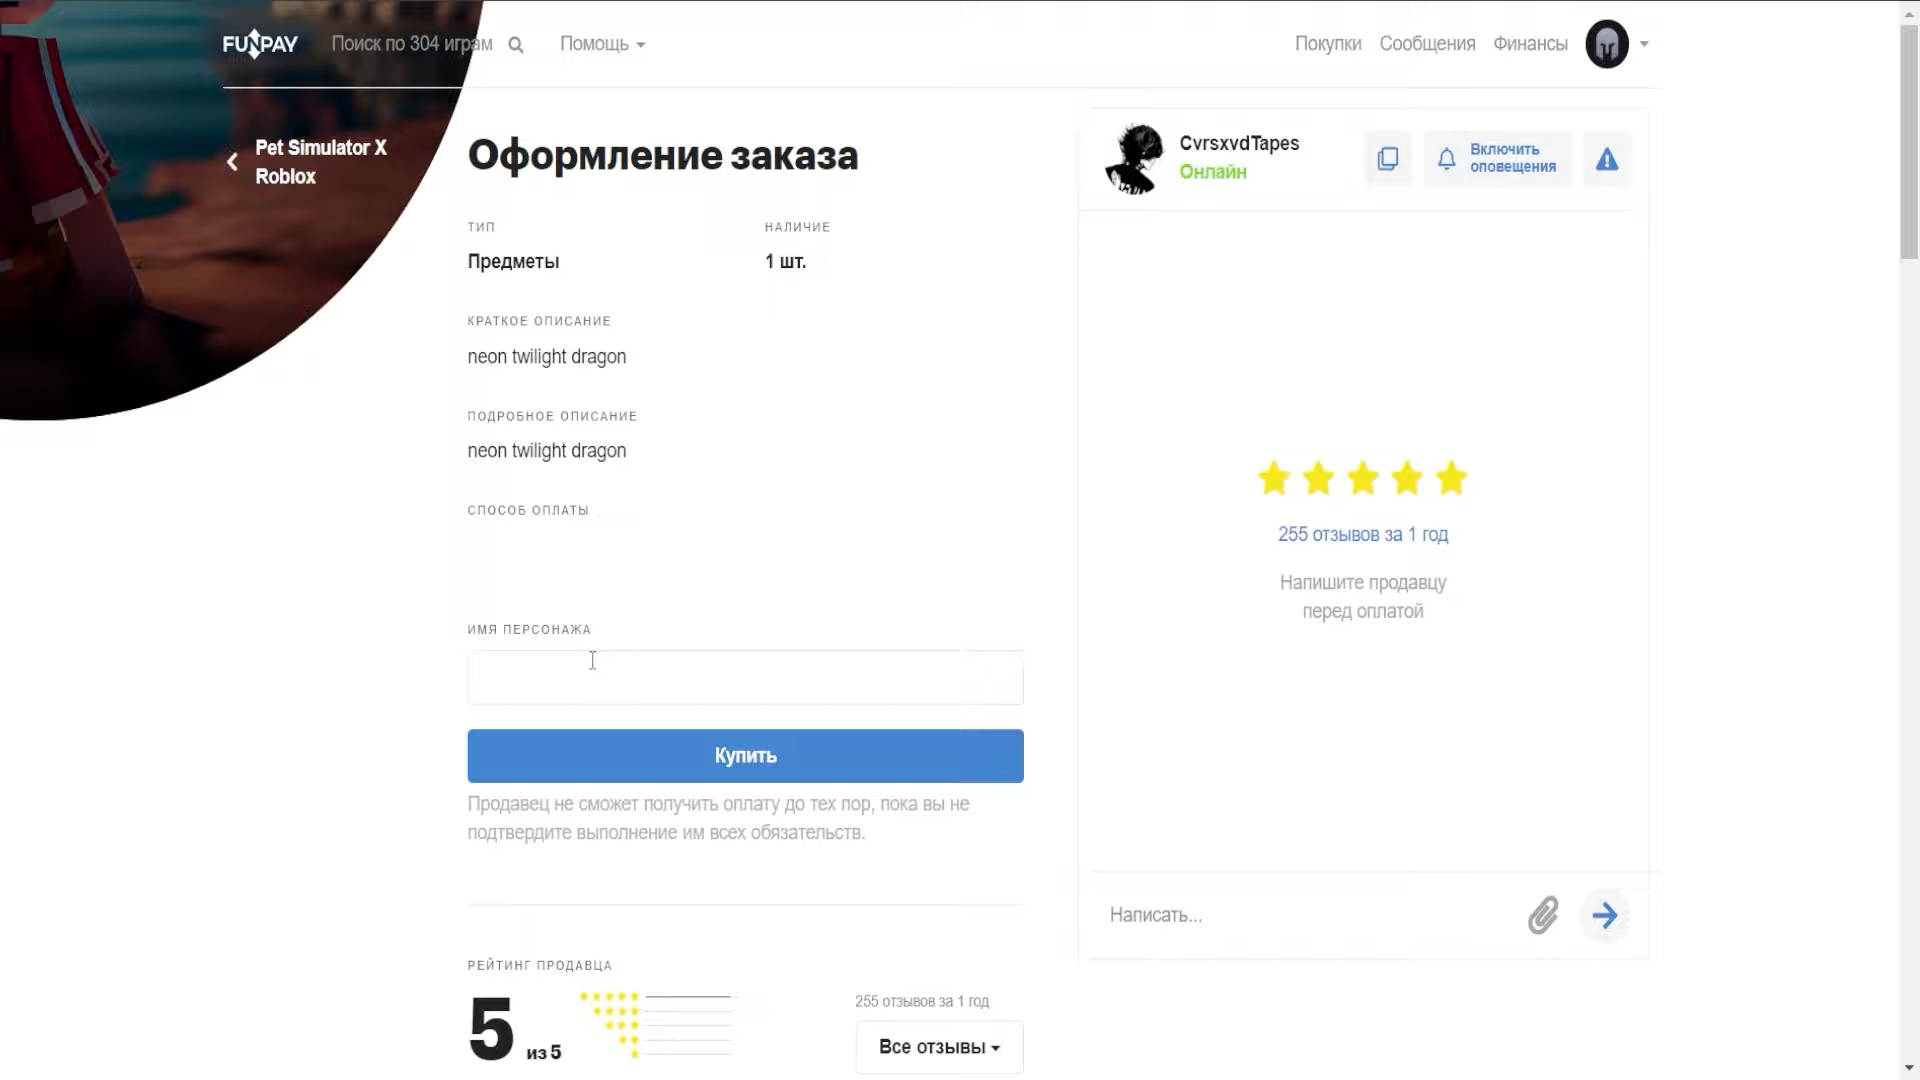 FUNPAY
Поиск по 304 играм
Помощь
Покупки
Сообщения
Финансы
Pet Simulator X
Roblox
Оформление заказа
ТИП
НАЛИЧИЕ
Предметы
1 шт.
КРАТКОЕ ОПИСАНИЕ
neon twilight dragon
ПОДРОБНОЕ ОПИСАНИЕ
neon twilight dragon
СПОСОБ ОПЛАТЫ
ИМЯ ПЕРСОНАЖА
Купить
Продавец не сможет получить оплату до тех пор, пока вы не
подтвердите выполнение им всех обязательств.
РЕЙТИНГ ПРОДАВЦА
5 из 5
255 отзывов за 1 год
Все отзывы
CvrsxvdTapes
Онлайн
Включить
оповещения
255 отзывов за 1 год
Напишите продавцу
перед оплатой
Написать...